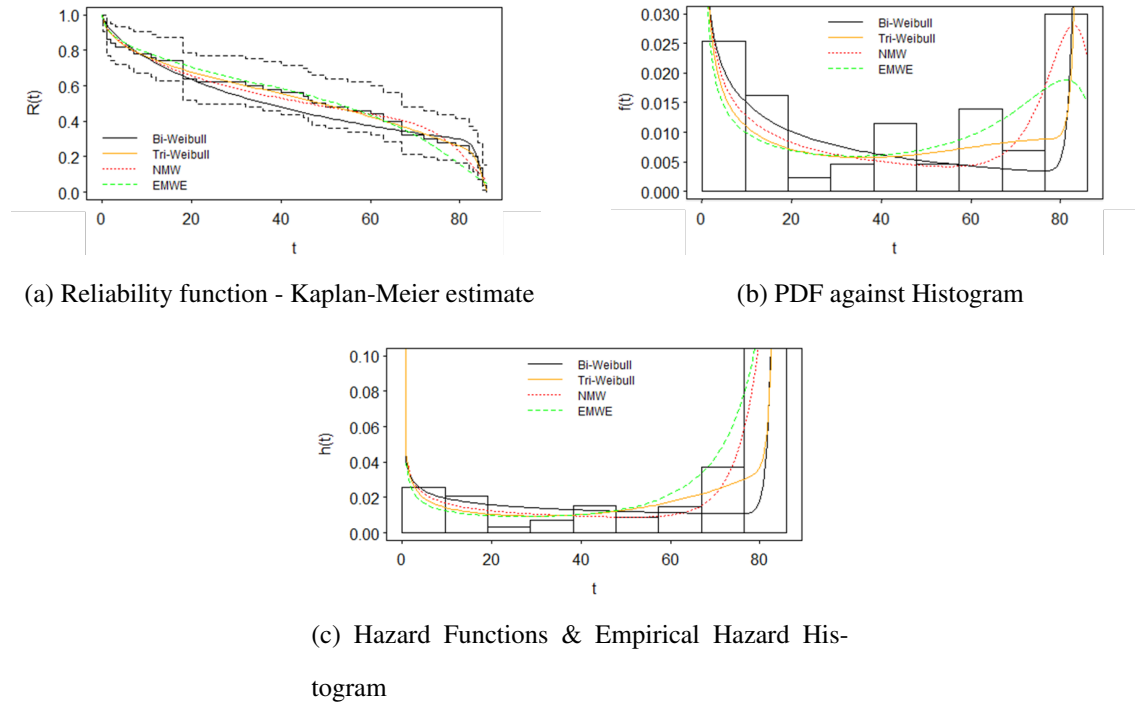 1.0
0.8
0.6
0.4
0.2
0.0
R(t)
Bi-Weibull
Tri-Weibull
NMW
EMWE
0 20 40 60 80
t
(a) Reliability function - Kaplan-Meier estimate
0.030
0.025
0.020
0.015
0.010
0.005
0.000
f(t)
Bi-Weibull
Tri-Weibull
NMW
EMWE
0 20 40 60 80
t
(b) PDF against Histogram
0.10
0.08
0.06
0.04
0.02
0.00
h(t)
Bi-Weibull
Tri-Weibull
NMW
EMWE
0 20 40 60 80
t
(c) Hazard Functions & Empirical Hazard His-
togram